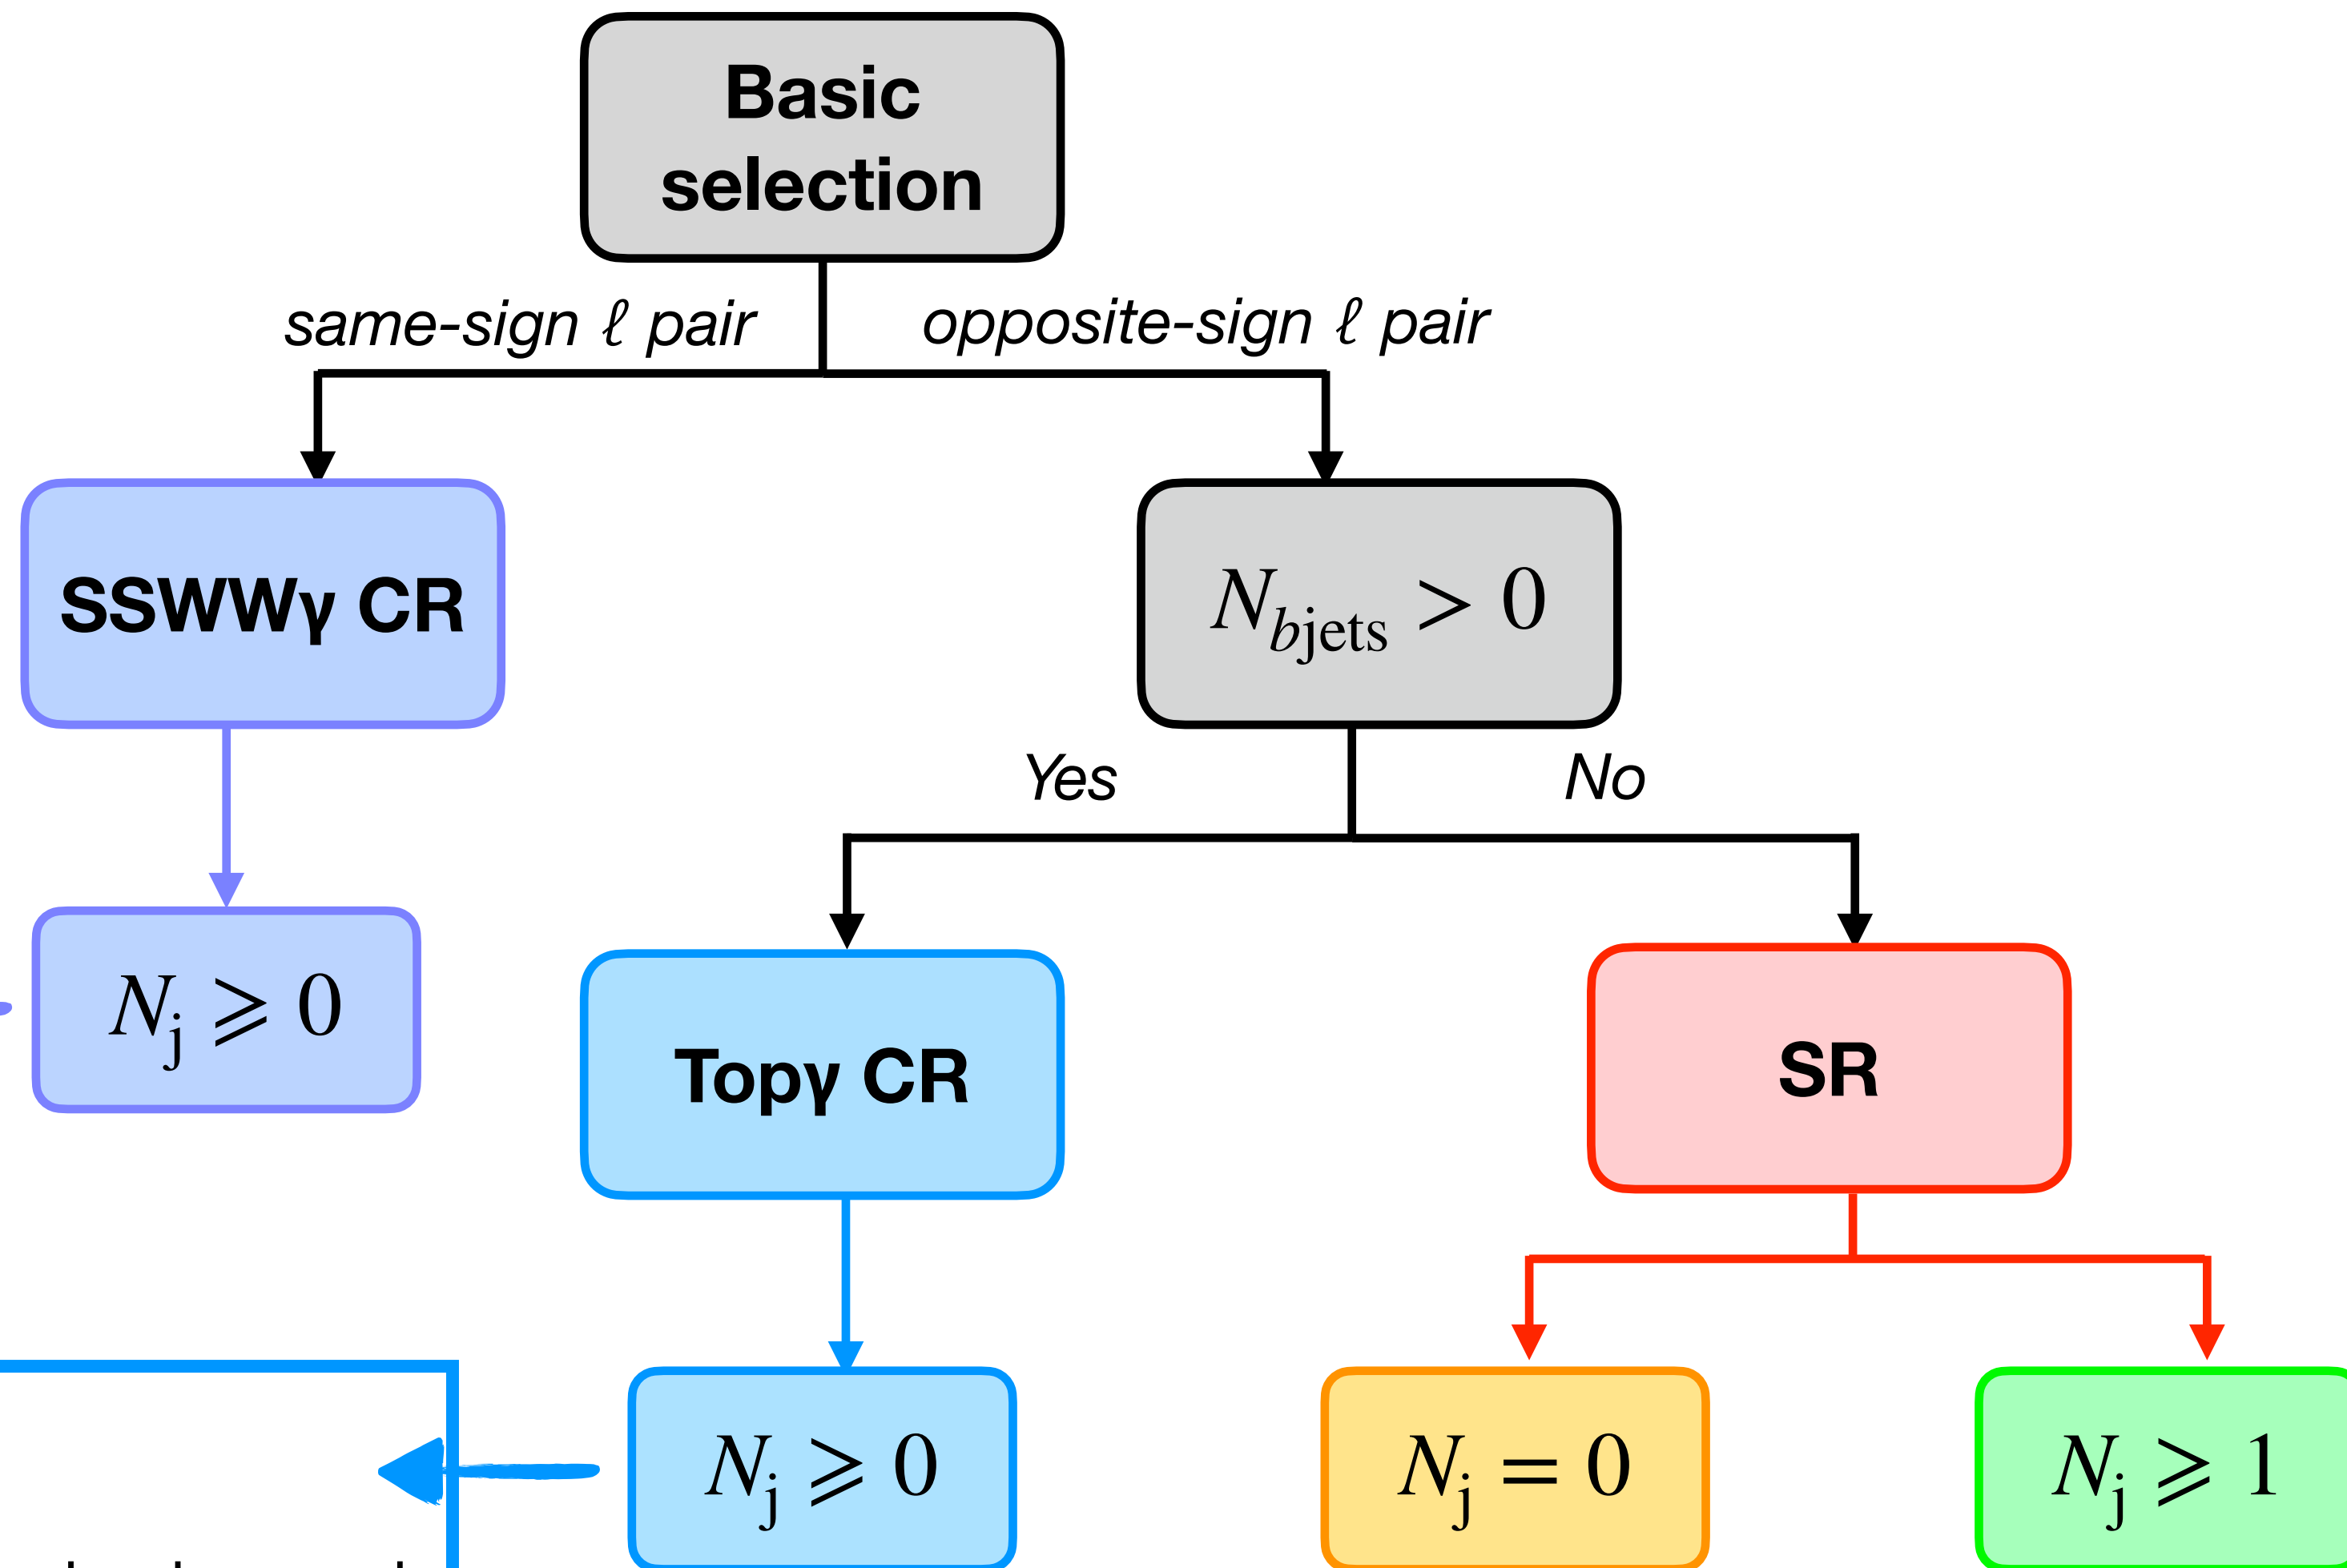 Basic
selection
same-sign ℓ pair
opposite-sign ℓ pair
SSWWγ CR
N_bjets > 0
Yes
No
N_j ⩾ 0
Topγ CR
SR
N_j ⩾ 0
N_j = 0
N_j ⩾ 1